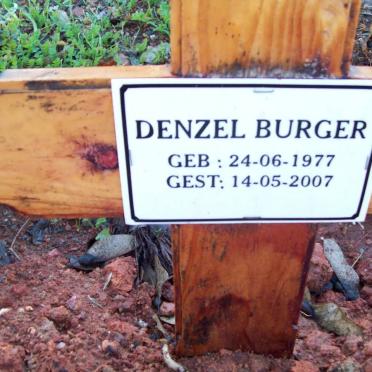 DENZEL BURGER
GEB : 24-06-1977
GEST: 14-05-2007